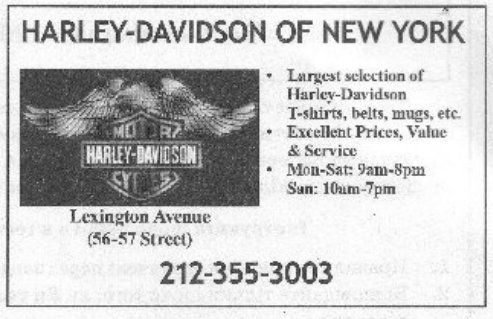 HARLEY-DAVIDSON OF NEW YORK
MOTOR
HARLEY-DAVIDSON
CYCLES
• Largest selection of
Harley-Davidson
T-shirts, belts, mugs, etc.
• Excellent Prices, Value
& Service
• Mon-Sat: 9am-8pm
Sun: 10am-7pm
Lexington Avenue
(56-57 Street)
212-355-3003